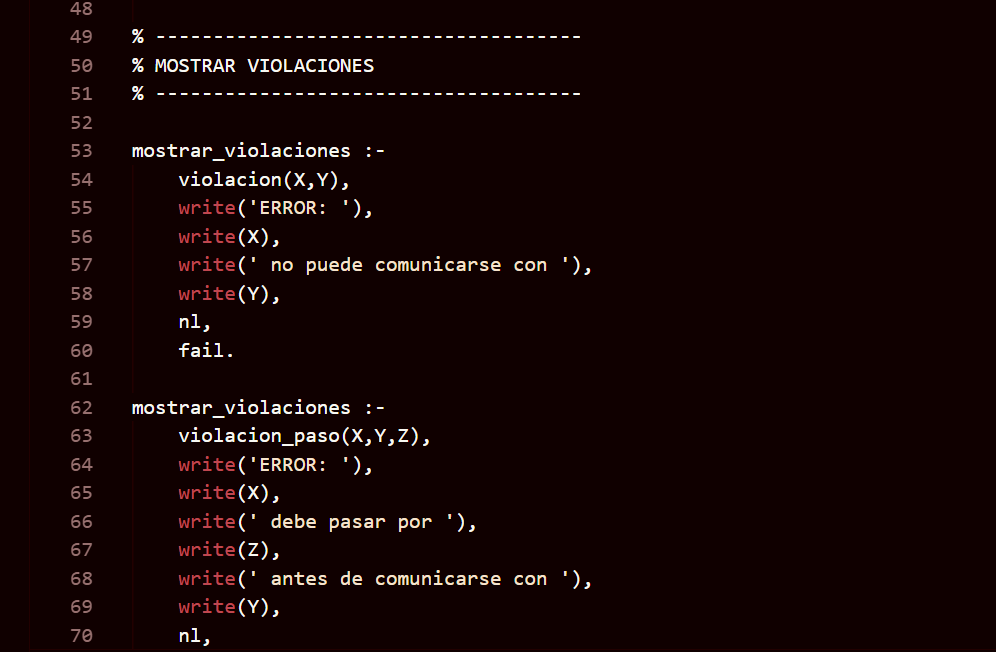 48
49 % -------------------------------------
50 % MOSTRAR VIOLACIONES
51 % -------------------------------------
52
53 mostrar_violaciones :-
54     violacion(X,Y),
55     write('ERROR: '),
56     write(X),
57     write(' no puede comunicarse con '),
58     write(Y),
59     nl,
60     fail.
61
62 mostrar_violaciones :-
63     violacion_paso(X,Y,Z),
64     write('ERROR: '),
65     write(X),
66     write(' debe pasar por '),
67     write(Z),
68     write(' antes de comunicarse con '),
69     write(Y),
70     nl,